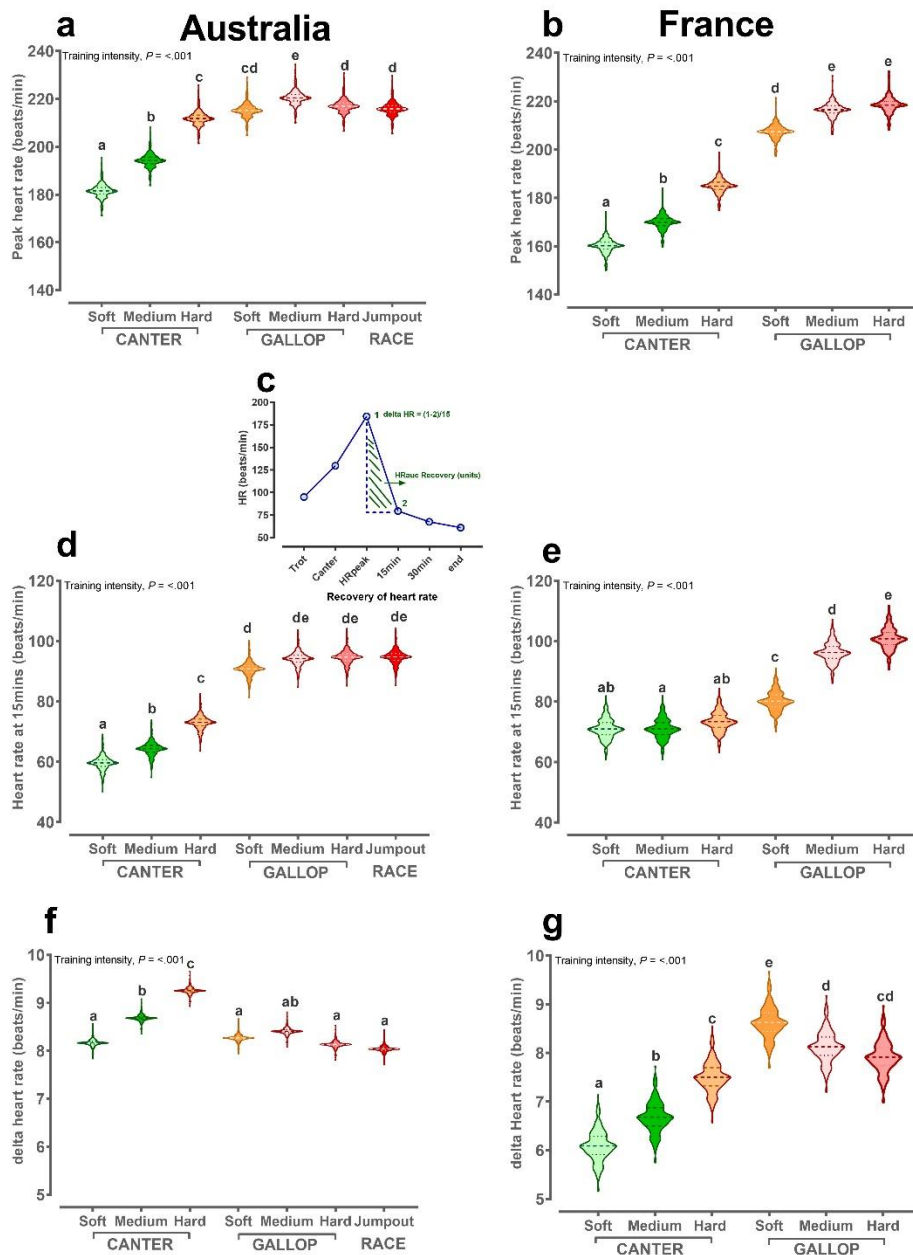 Australia
France
a
Training intensity, P = <.001
Peak heart rate (beats/min)
240
220
200
180
160
140
a
b
c
cd
e
d
d
Soft Medium Hard Soft Medium Hard Jumpout
CANTER GALLOP RACE
b
Training intensity, P = <.001
Peak heart rate (beats/min)
240
220
200
180
160
140
a
b
c
d
e
e
Soft Medium Hard Soft Medium Hard
CANTER GALLOP
c
HR (beats/min)
200
175
150
125
100
75
50
1 delta HR = (1-2)/15
HRauc Recovery (units)
2
Trot Canter HRpeak 15min 30min end
Recovery of heart rate
d
Training intensity, P = <.001
Heart rate at 15mins (beats/min)
120
100
80
60
40
a
b
c
d
de
de
de
Soft Medium Hard Soft Medium Hard Jumpout
CANTER GALLOP RACE
e
Training intensity, P = <.001
Heart rate at 15mins (beats/min)
120
100
80
60
40
ab
a
ab
c
d
e
Soft Medium Hard Soft Medium Hard
CANTER GALLOP
f
Training intensity, P = <.001
delta heart rate (beats/min)
10
9
8
7
6
5
a
b
c
a
ab
a
a
Soft Medium Hard Soft Medium Hard Jumpout
CANTER GALLOP RACE
g
Training intensity, P = <.001
delta Heart rate (beats/min)
10
9
8
7
6
5
a
b
c
e
d
cd
Soft Medium Hard Soft Medium Hard
CANTER GALLOP